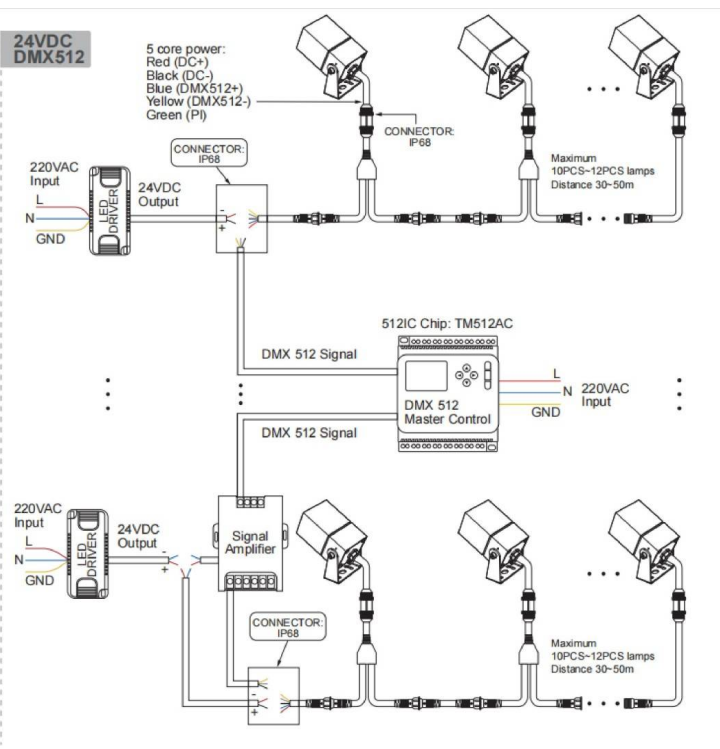 24VDC
DMX512
5 core power:
Red (DC+)
Black (DC-)
Blue (DMX512+)
Yellow (DMX512-)
Green (PI)
CONNECTOR:
IP68
CONNECTOR:
IP68
220VAC
Input
L
N
GND
LED
DRIVER
24VDC
Output
-
+
Maximum
10PCS~12PCS lamps
Distance 30~50m
512IC Chip: TM512AC
DMX 512 Signal
DMX 512
Master Control
L
N
GND
220VAC
Input
DMX 512 Signal
220VAC
Input
L
N
GND
LED
DRIVER
24VDC
Output
-
+
Signal
Amplifier
CONNECTOR:
IP68
-
+
Maximum
10PCS~12PCS lamps
Distance 30~50m